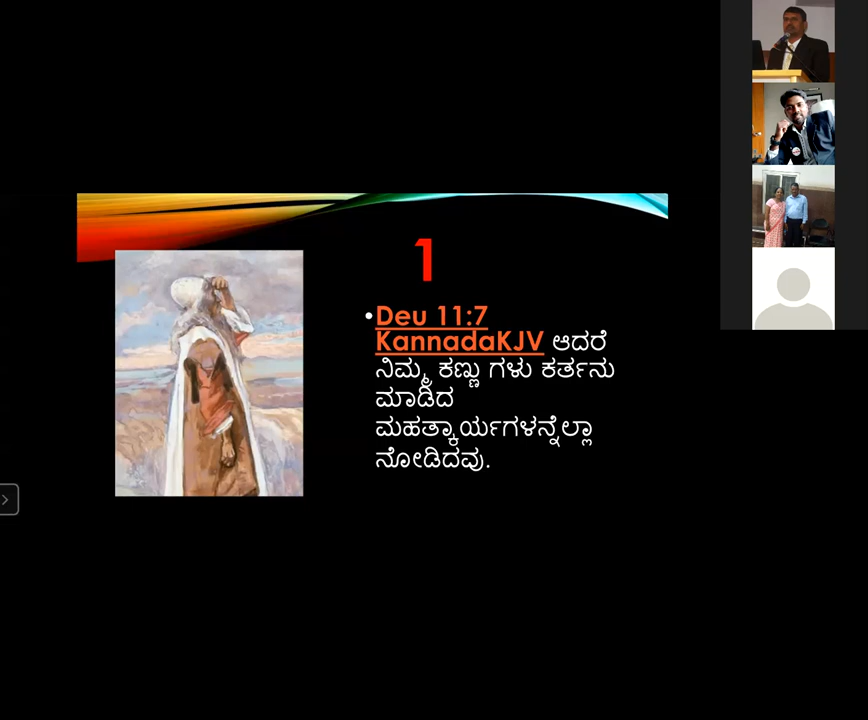 1
•Deu 11:7
KannadaKJV ಆದರೆ
ನಿಮ್ಮ ಕಣ್ಣು ಗಳು ಕರ್ತನು
ಮಾಡಿದ
ಮಹತ್ಕಾರ್ಯಗಳನ್ನೆಲ್ಲಾ
ನೋಡಿದವು.